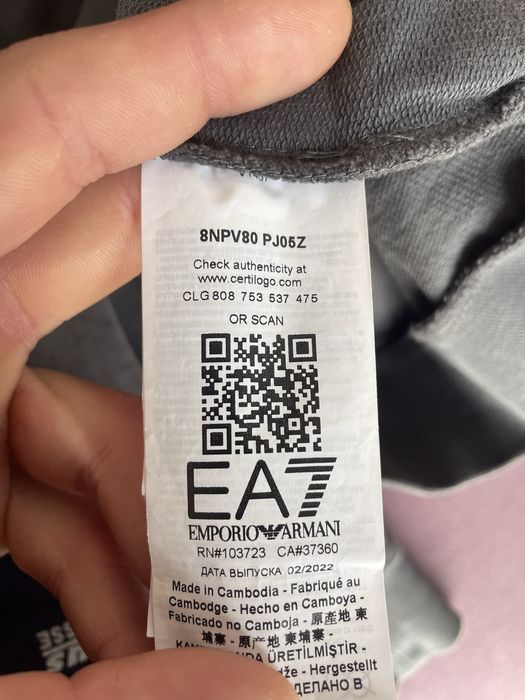 8NPV80 PJ05Z
Check authenticity at
www.certilogo.com
CLG 808 753 537 475
OR SCAN
EA7
EMPORIO ARMANI
RN#103723 CA#37360
ДАТА ВЫПУСКА 02/2022
Made in Cambodia - Fabriqué au
Cambodge - Hecho en Camboya -
Fabricado no Camboja - 原產地 柬
埔寨 - 原产地 柬埔寨 -
ÜRETİLMİŞTİR -
- Hergestellt